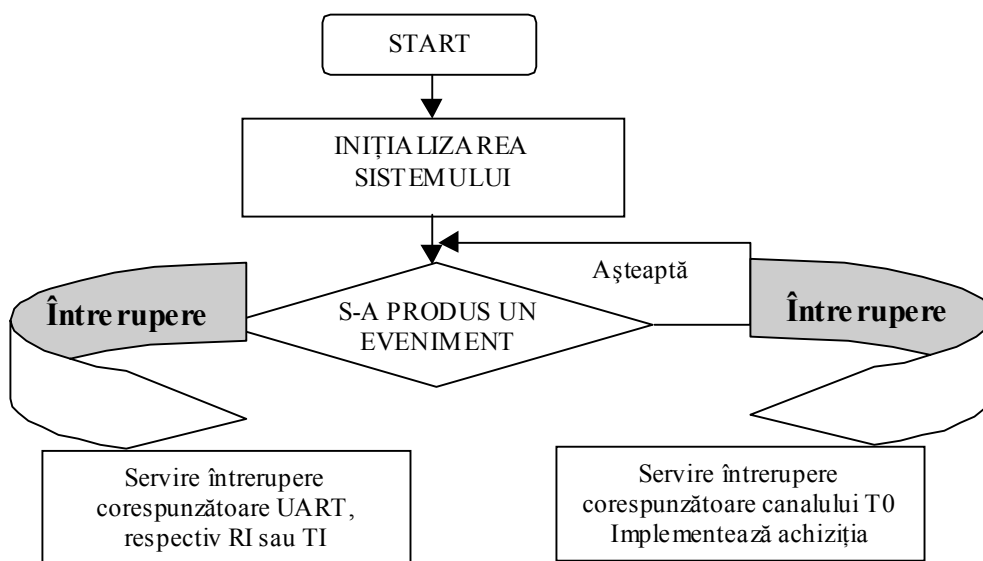 START
INIȚIALIZAREA
SISTEMULUI
Aşteaptă
Întrerupere
S-A PRODUS UN
EVENIMENT
Întrerupere
Servire întrerupere
corespunzătoare UART,
respectiv RI sau TI
Servire întrerupere
corespunzătoare canalului T0
Implementează achiziția